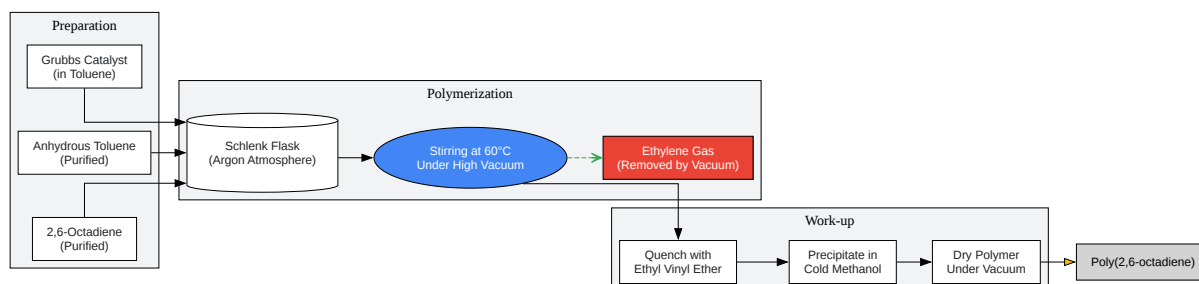 Preparation
Grubbs Catalyst
(in Toluene)
Anhydrous Toluene
(Purified)
2,6-Octadiene
(Purified)
Polymerization
Schlenk Flask
(Argon Atmosphere)
Stirring at 60°C
Under High Vacuum
Ethylene Gas
(Removed by Vacuum)
Work-up
Quench with
Ethyl Vinyl Ether
Precipitate in
Cold Methanol
Dry Polymer
Under Vacuum
Poly(2,6-octadiene)